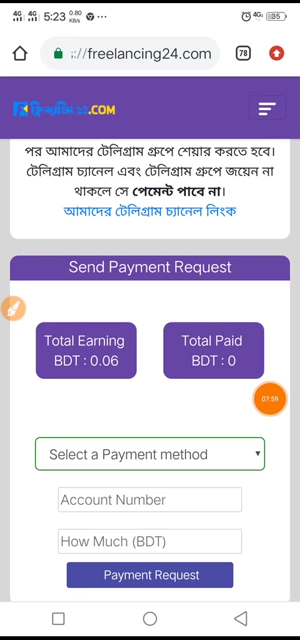 4G 4G 5:23 0.80 KB/s 4G 35
://freelancing24.com 78
ফ্রিল্যান্সিং ২৪.COM
পর আমাদের টেলিগ্রাম গ্রুপে শেয়ার করতে হবে।
টেলিগ্রাম চ্যানেল এবং টেলিগ্রাম গ্রুপে জয়েন না
থাকলে সে পেমেন্ট পাবে না।
আমাদের টেলিগ্রাম চ্যানেল লিংক
Send Payment Request
Total Earning
BDT : 0.06
Total Paid
BDT : 0
07:59
Select a Payment method
Account Number
How Much (BDT)
Payment Request